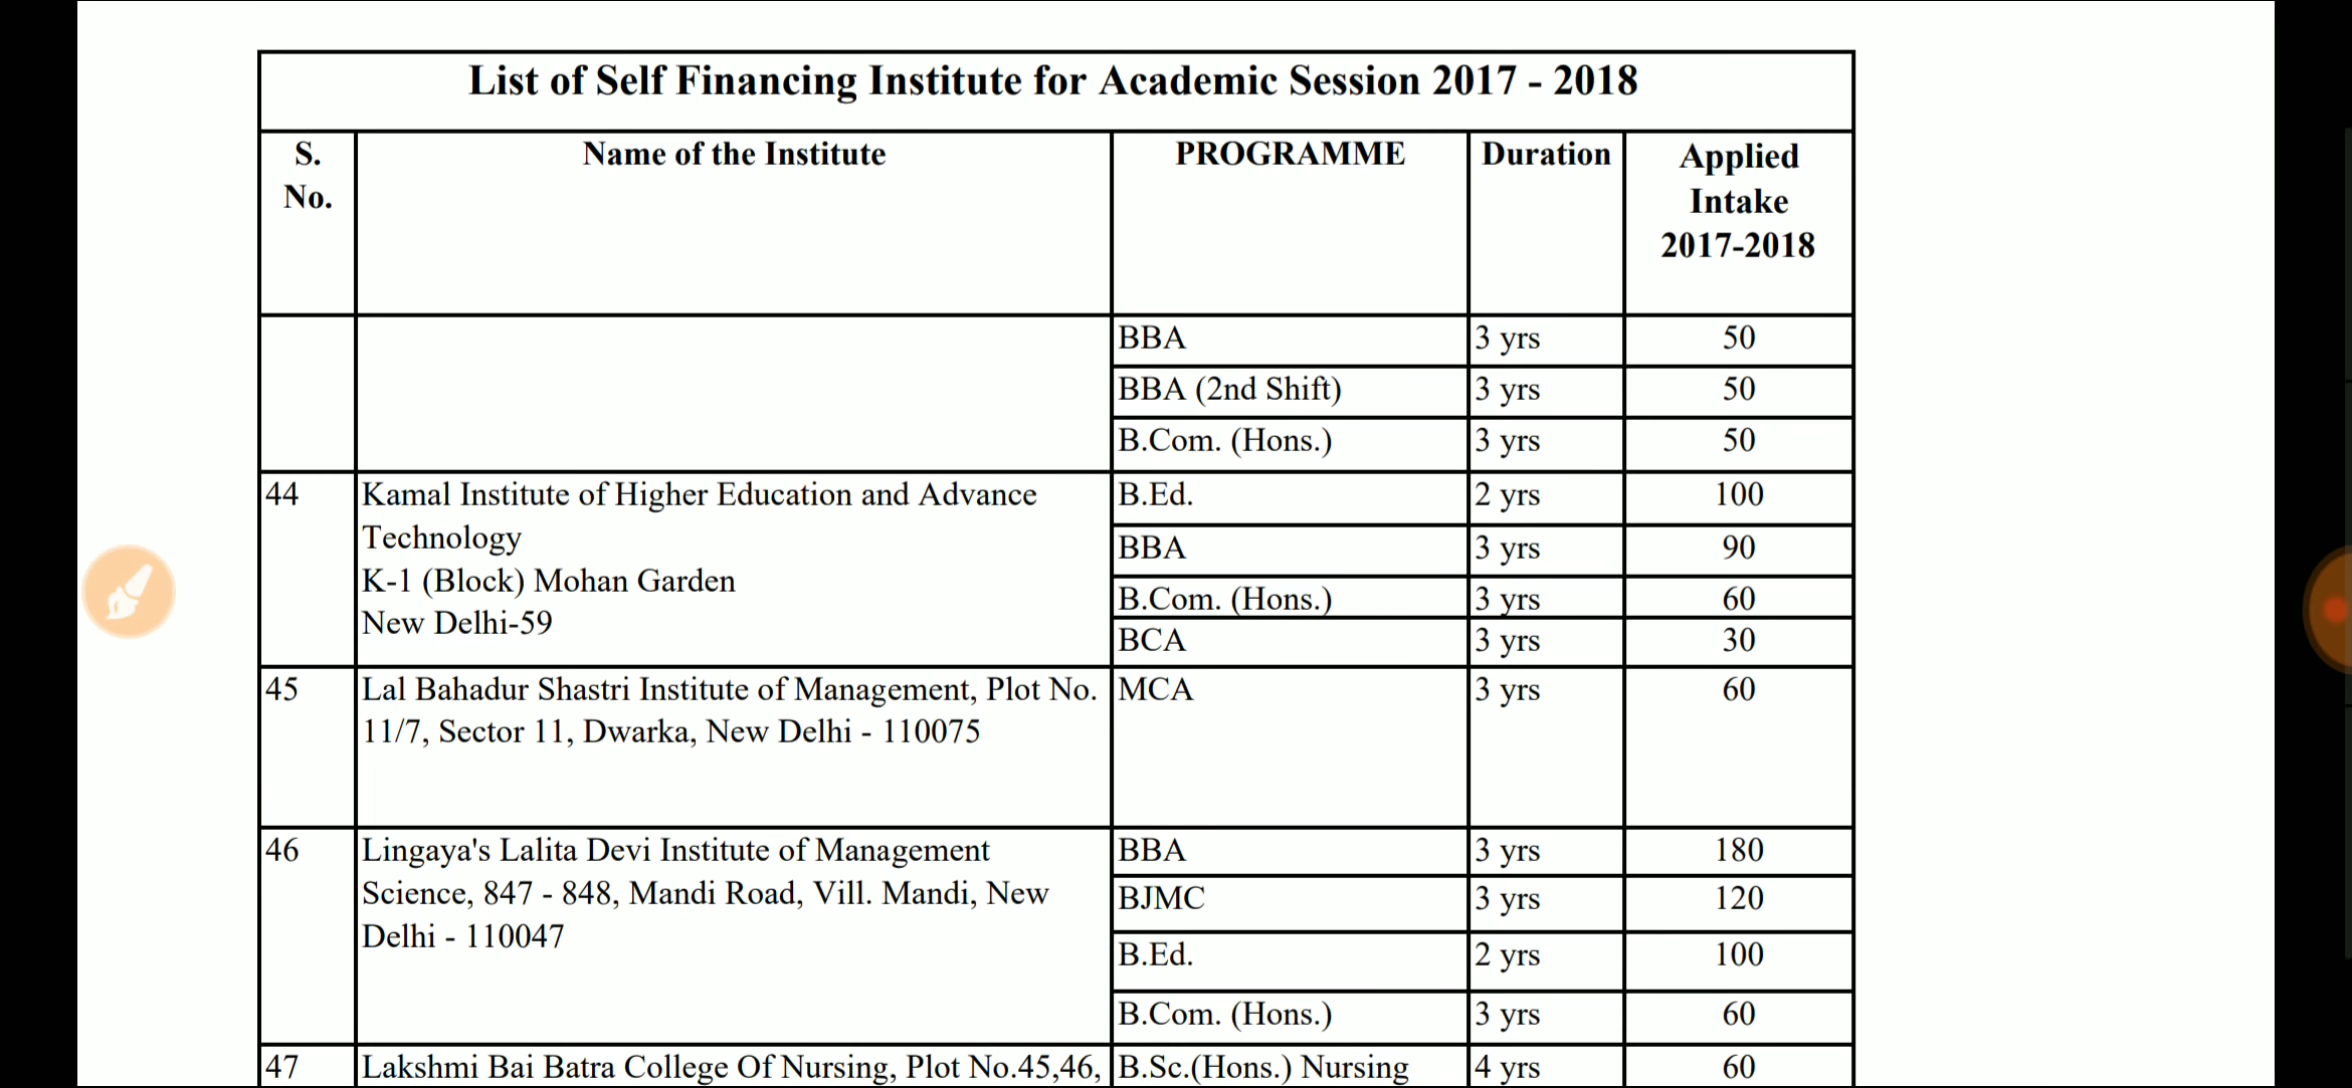 List of Self Financing Institute for Academic Session 2017 - 2018
S. No. Name of the Institute PROGRAMME Duration Applied Intake 2017-2018
BBA 3 yrs 50
BBA (2nd Shift) 3 yrs 50
B.Com. (Hons.) 3 yrs 50
44 Kamal Institute of Higher Education and Advance B.Ed. 2 yrs 100
Technology BBA 3 yrs 90
K-1 (Block) Mohan Garden B.Com. (Hons.) 3 yrs 60
New Delhi-59 BCA 3 yrs 30
45 Lal Bahadur Shastri Institute of Management, Plot No. MCA 3 yrs 60
11/7, Sector 11, Dwarka, New Delhi - 110075
46 Lingaya's Lalita Devi Institute of Management BBA 3 yrs 180
Science, 847 - 848, Mandi Road, Vill. Mandi, New BJMC 3 yrs 120
Delhi - 110047 B.Ed. 2 yrs 100
B.Com. (Hons.) 3 yrs 60
47 Lakshmi Bai Batra College Of Nursing, Plot No.45,46, B.Sc.(Hons.) Nursing 4 yrs 60